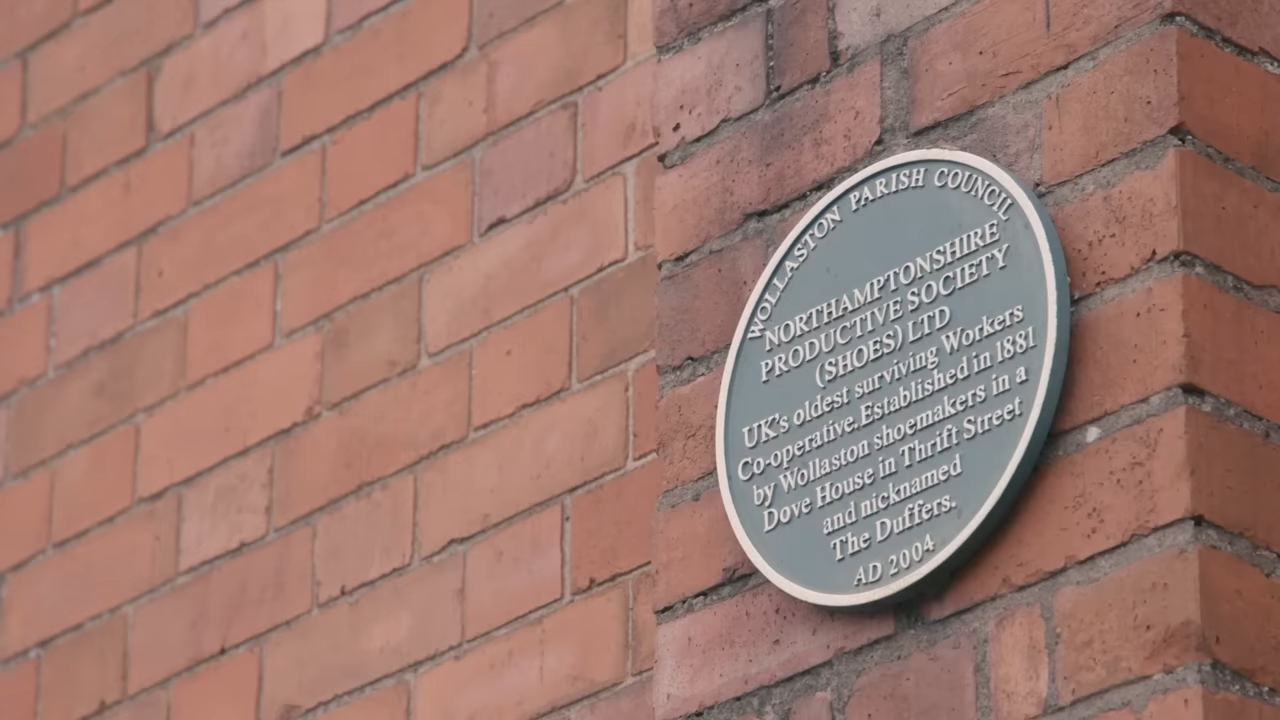 WOLLASTON PARISH COUNCIL
NORTHAMPTONSHIRE
PRODUCTIVE SOCIETY
(SHOES) LTD
UK's oldest surviving Workers
Co-operative. Established in 1881
by Wollaston shoemakers in a
Dove House in Thrift Street
and nicknamed
The Duffers.
AD 2004